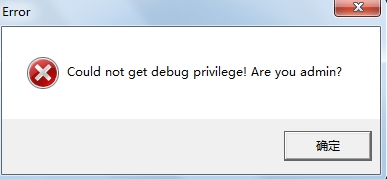 Error
Could not get debug privilege! Are you admin?
确定